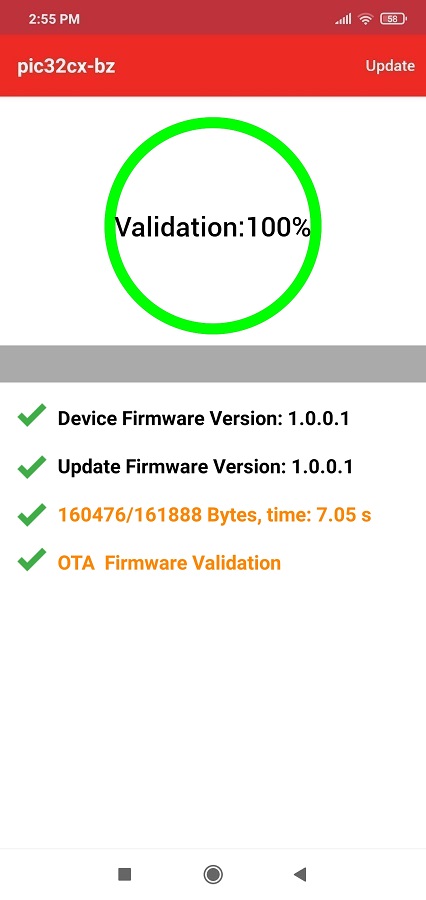 2:55 PM
58
pic32cx-bz
Update
Validation:100%
Device Firmware Version: 1.0.0.1
Update Firmware Version: 1.0.0.1
160476/161888 Bytes, time: 7.05 s
OTA  Firmware Validation